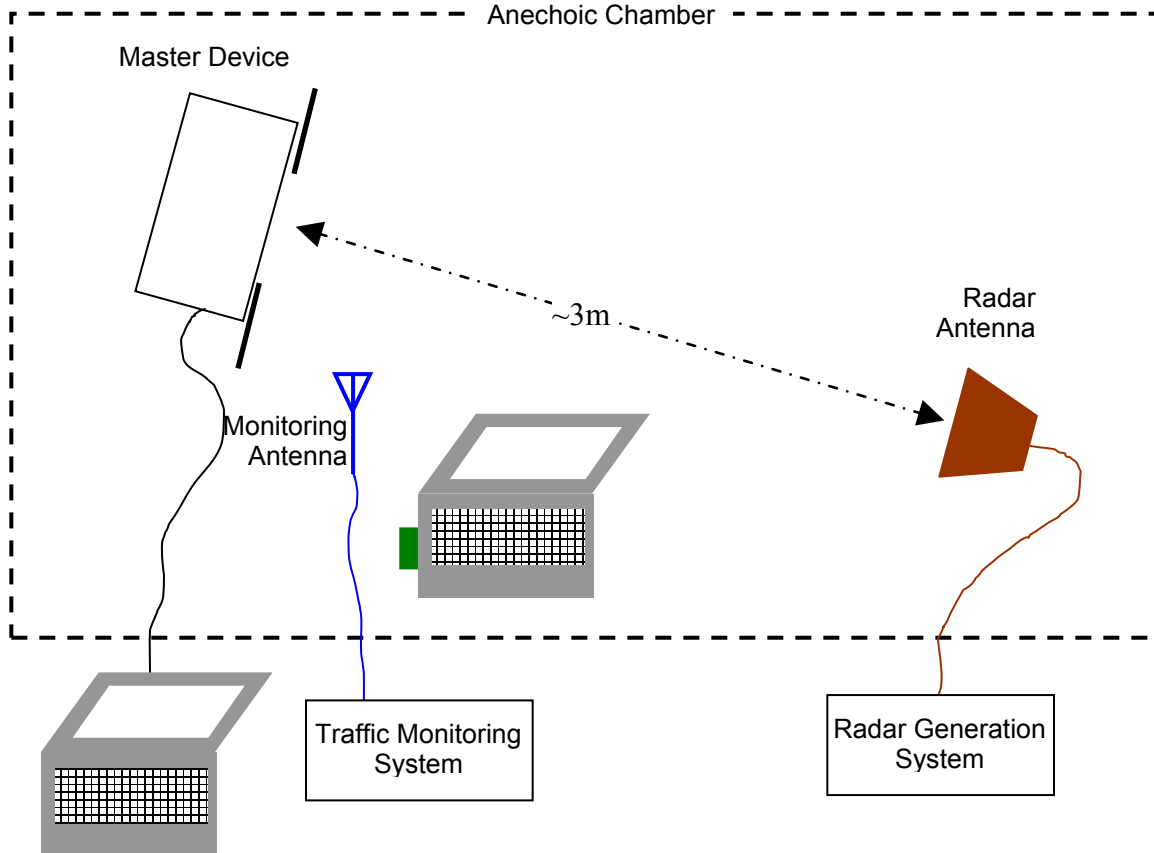 Anechoic Chamber
Master Device
~3m
Radar
Antenna
Monitoring
Antenna
Traffic Monitoring
System
Radar Generation
System